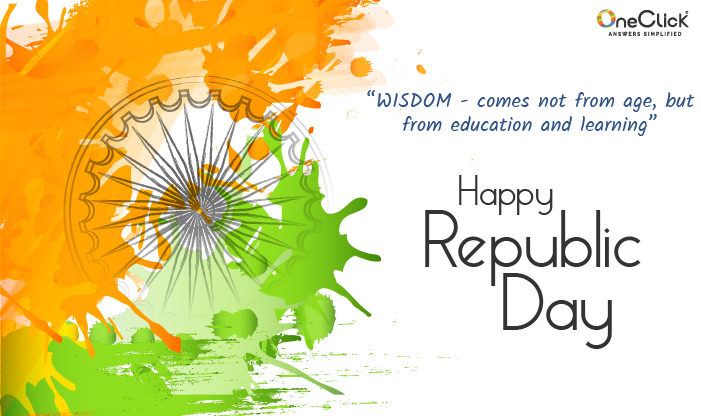 OneClick
ANSWERS SIMPLIFIED
“WISDOM - comes not from age, but
from education and learning”
Happy
Republic
Day